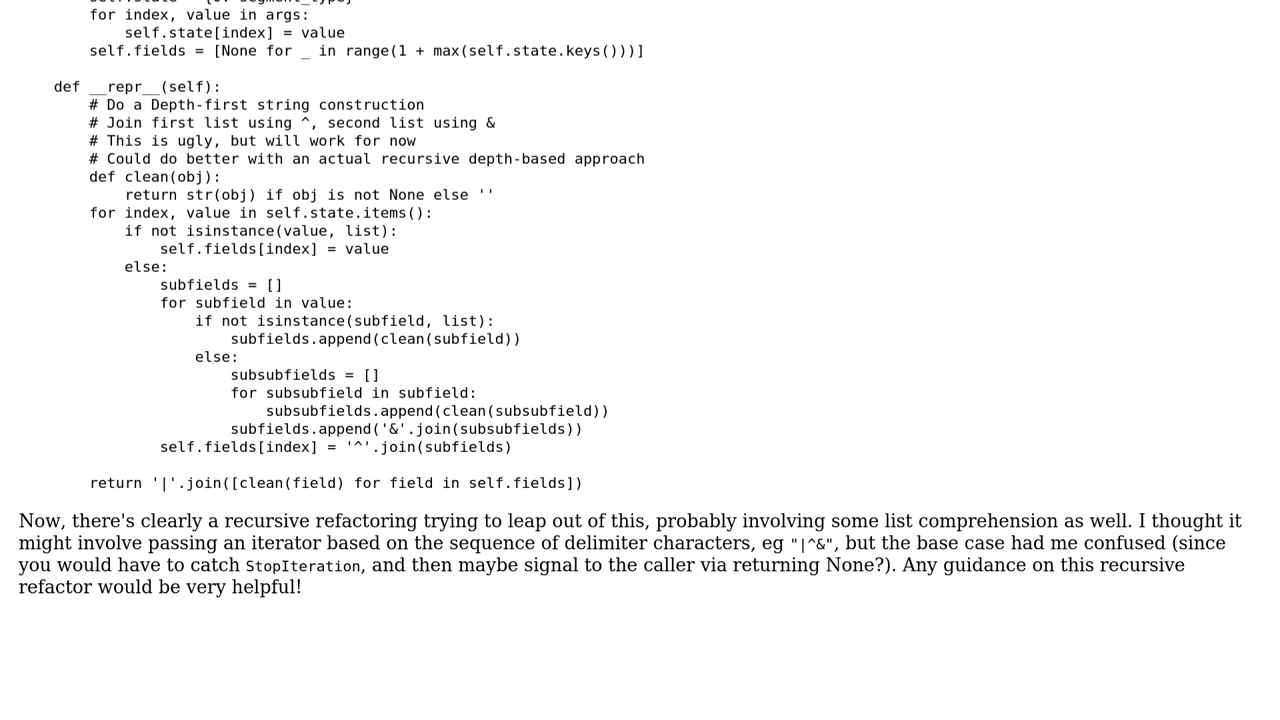 for index, value in args:
self.state[index] = value
self.fields = [None for _ in range(1 + max(self.state.keys()))]
def __repr__(self):
# Do a Depth-first string construction
# Join first list using ^, second list using &
# This is ugly, but will work for now
# Could do better with an actual recursive depth-based approach
def clean(obj):
return str(obj) if obj is not None else ''
for index, value in self.state.items():
if not isinstance(value, list):
self.fields[index] = value
else:
subfields = []
for subfield in value:
if not isinstance(subfield, list):
subfields.append(clean(subfield))
else:
subsubfields = []
for subsubfield in subfield:
subsubfields.append(clean(subsubfield))
subfields.append('&'.join(subsubfields))
self.fields[index] = '^'.join(subfields)
return '|'.join([clean(field) for field in self.fields])
Now, there's clearly a recursive refactoring trying to leap out of this, probably involving some list comprehension as well. I thought it
might involve passing an iterator based on the sequence of delimiter characters, eg "|^&", but the base case had me confused (since
you would have to catch StopIteration, and then maybe signal to the caller via returning None?). Any guidance on this recursive
refactor would be very helpful!